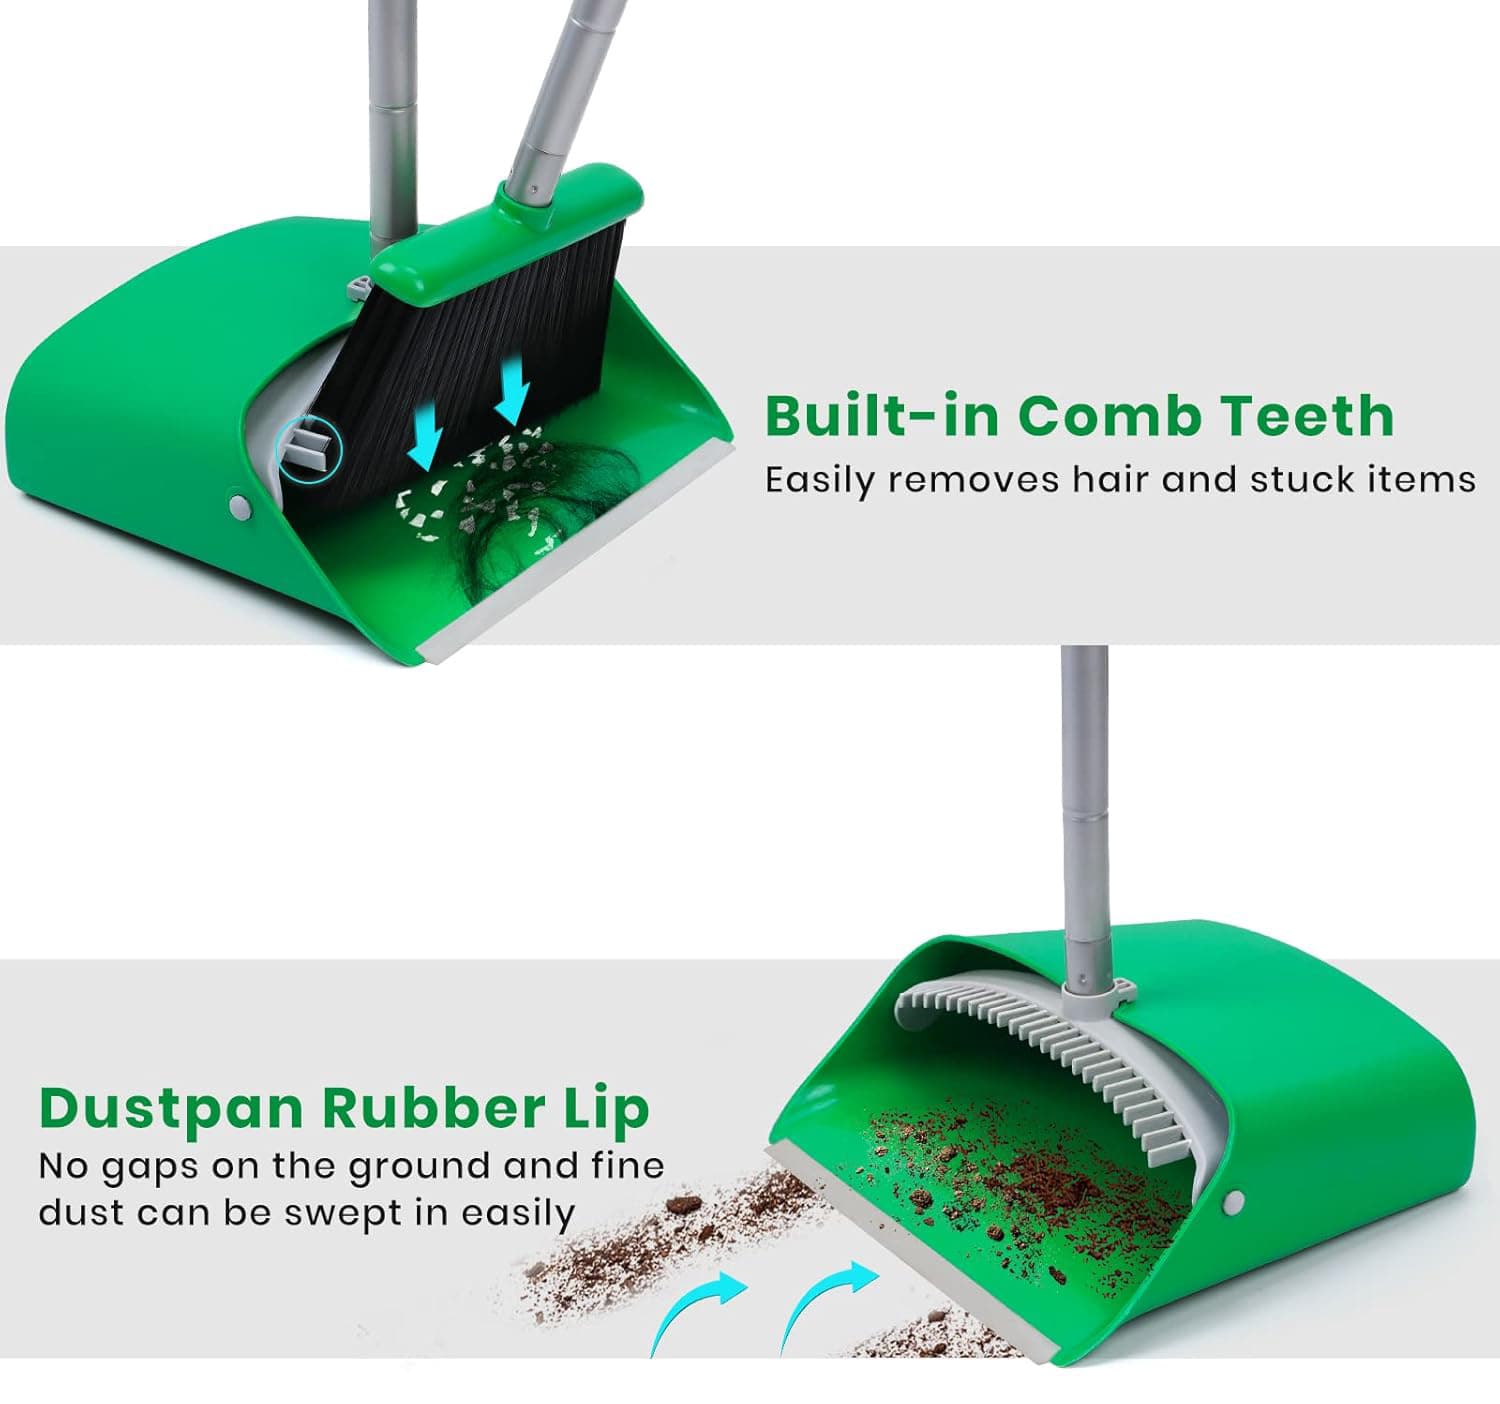 Built-in Comb Teeth
Easily removes hair and stuck items
Dustpan Rubber Lip
No gaps on the ground and fine
dust can be swept in easily